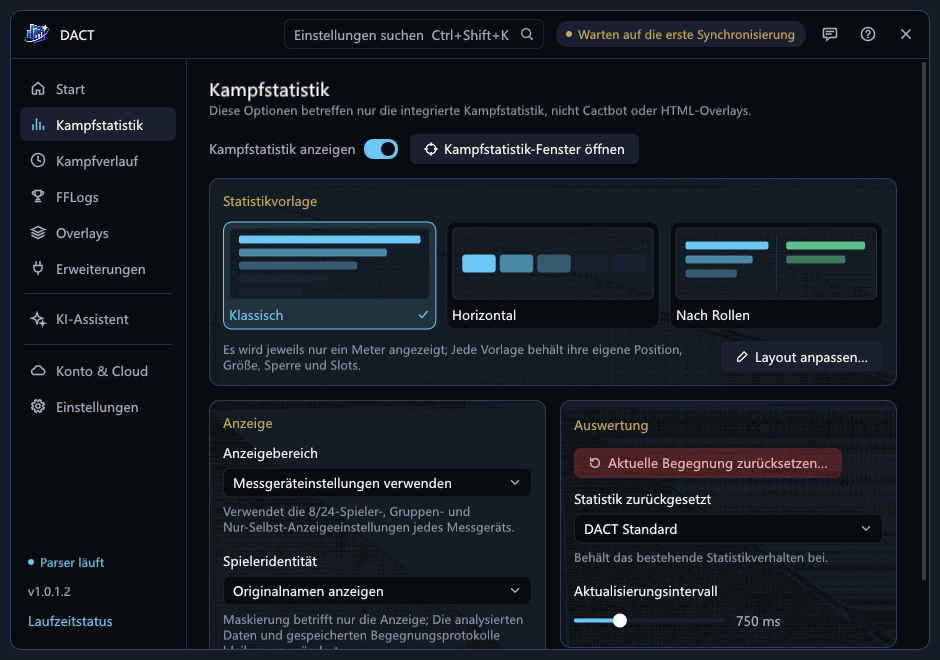 DACT
Einstellungen suchen Ctrl+Shift+K
Warten auf die erste Synchronisierung
Start
Kampfstatistik
Kampfverlauf
FFLogs
Overlays
Erweiterungen
KI-Assistent
Konto & Cloud
Einstellungen
Parser läuft
v1.0.1.2
Laufzeitstatus
Kampfstatistik
Diese Optionen betreffen nur die integrierte Kampfstatistik, nicht Cactbot oder HTML-Overlays.
Kampfstatistik anzeigen
Kampfstatistik-Fenster öffnen
Statistikvorlage
Klassisch
Horizontal
Nach Rollen
Es wird jeweils nur ein Meter angezeigt; Jede Vorlage behält ihre eigene Position,
Größe, Sperre und Slots.
Layout anpassen...
Anzeige
Anzeigebereich
Messgeräteinstellungen verwenden
Verwendet die 8/24-Spieler-, Gruppen- und
Nur-Selbst-Anzeigeeinstellungen jedes Messgeräts.
Spieleridentität
Originalnamen anzeigen
Maskierung betrifft nur die Anzeige; Die analysierten
Daten und gespeicherten Begegnungsprotokolle
Auswertung
Aktuelle Begegnung zurücksetzen...
Statistik zurückgesetzt
DACT Standard
Behält das bestehende Statistikverhalten bei.
Aktualisierungsintervall
750 ms